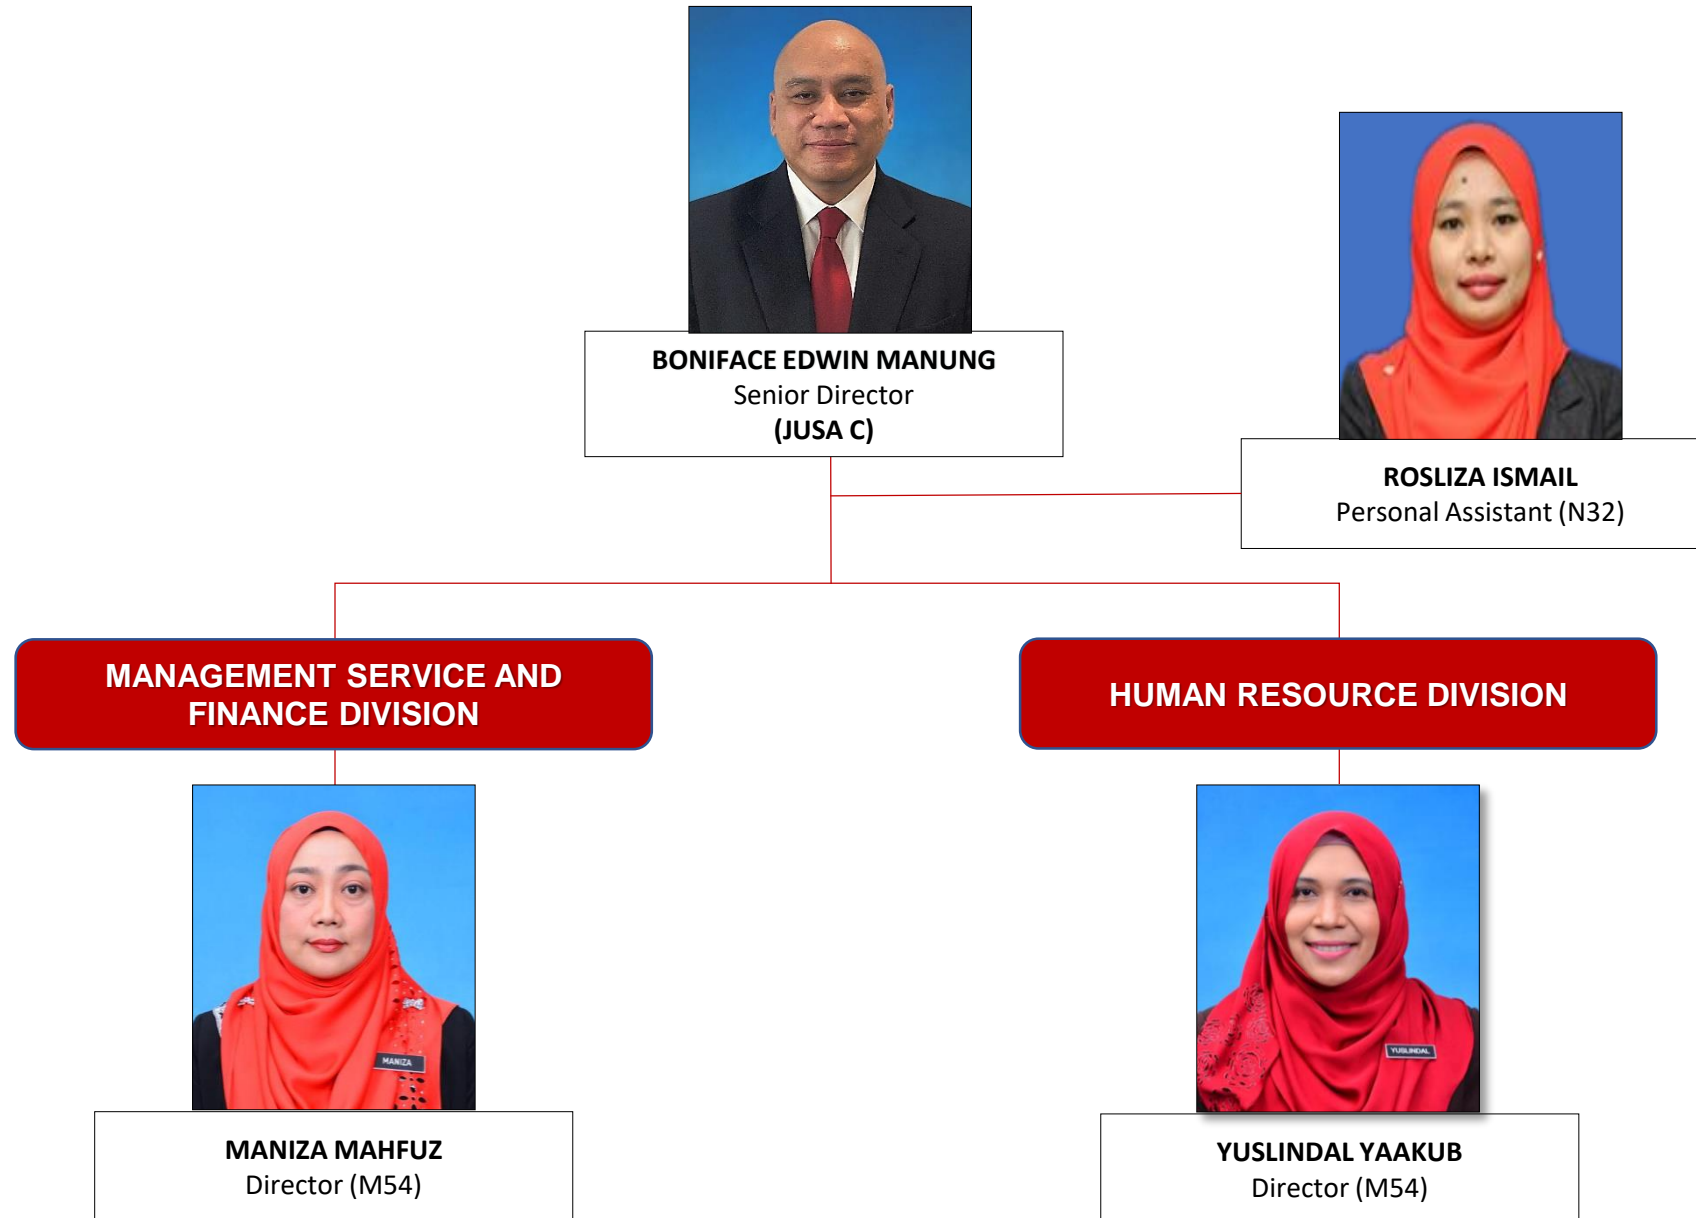 BONIFACE EDWIN MANUNG
Senior Director
(JUSA C)
ROSLIZA ISMAIL
Personal Assistant (N32)
MANAGEMENT SERVICE AND
FINANCE DIVISION
HUMAN RESOURCE DIVISION
MANIZA
YUSLINDAL
MANIZA MAHFUZ
Director (M54)
YUSLINDAL YAAKUB
Director (M54)